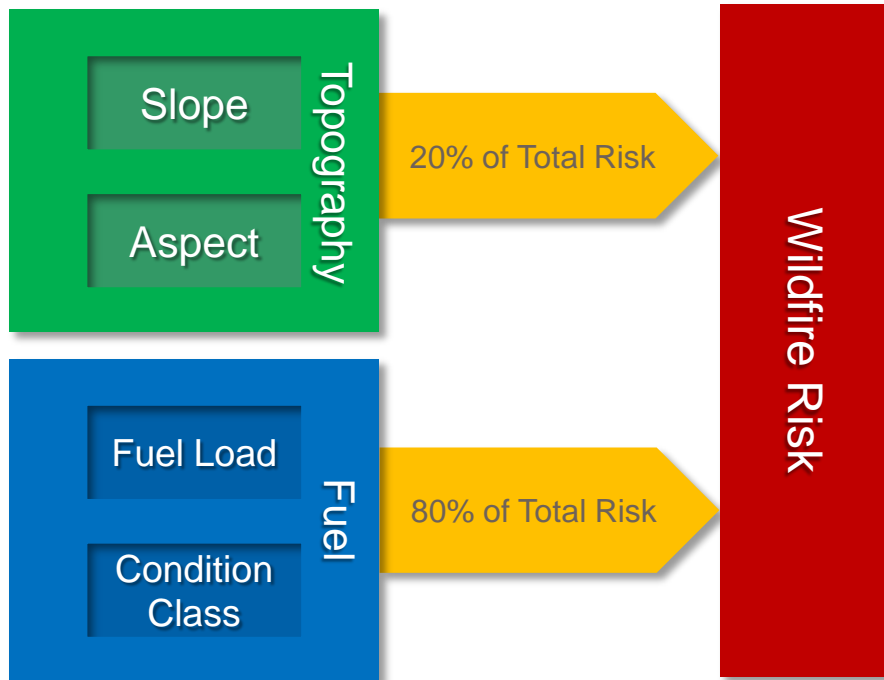 Slope
Aspect
Topography
20% of Total Risk
Fuel Load
Condition
Class
Fuel
80% of Total Risk
Wildfire Risk